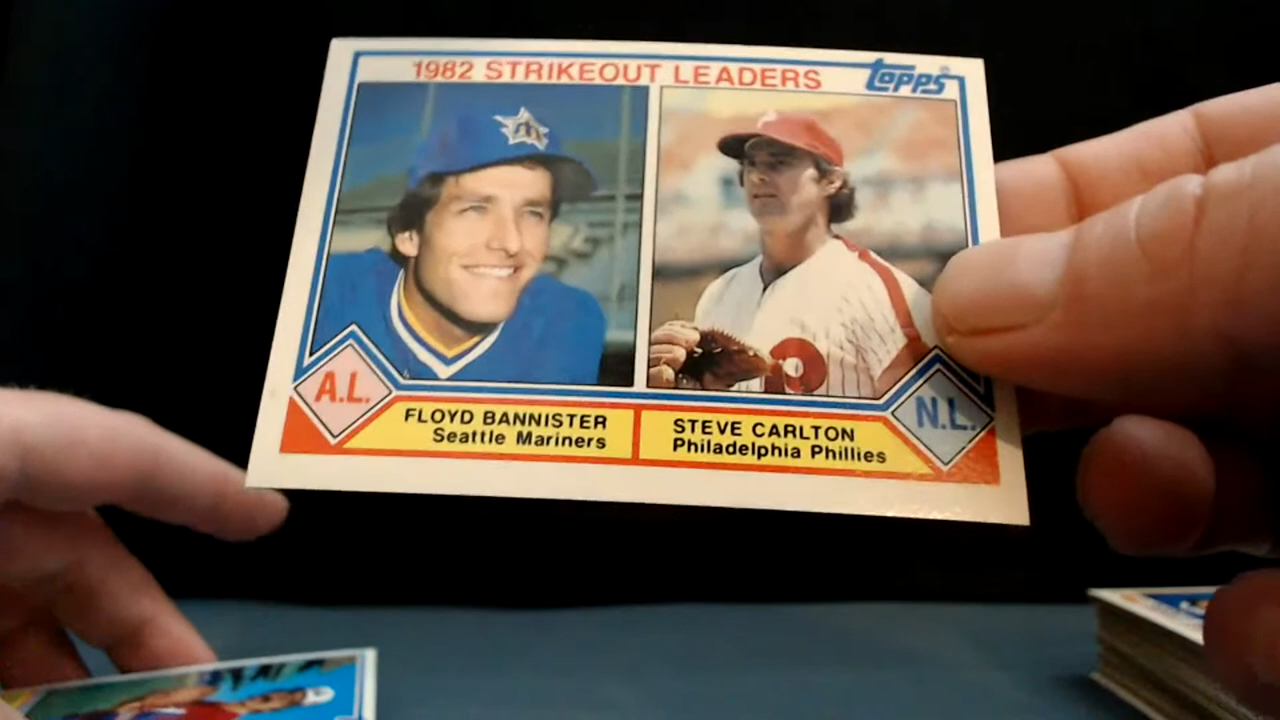 1982 STRIKEOUT LEADERS
Topps
A.L.
FLOYD BANNISTER
Seattle Mariners
STEVE CARLTON
Philadelphia Phillies
N.L.